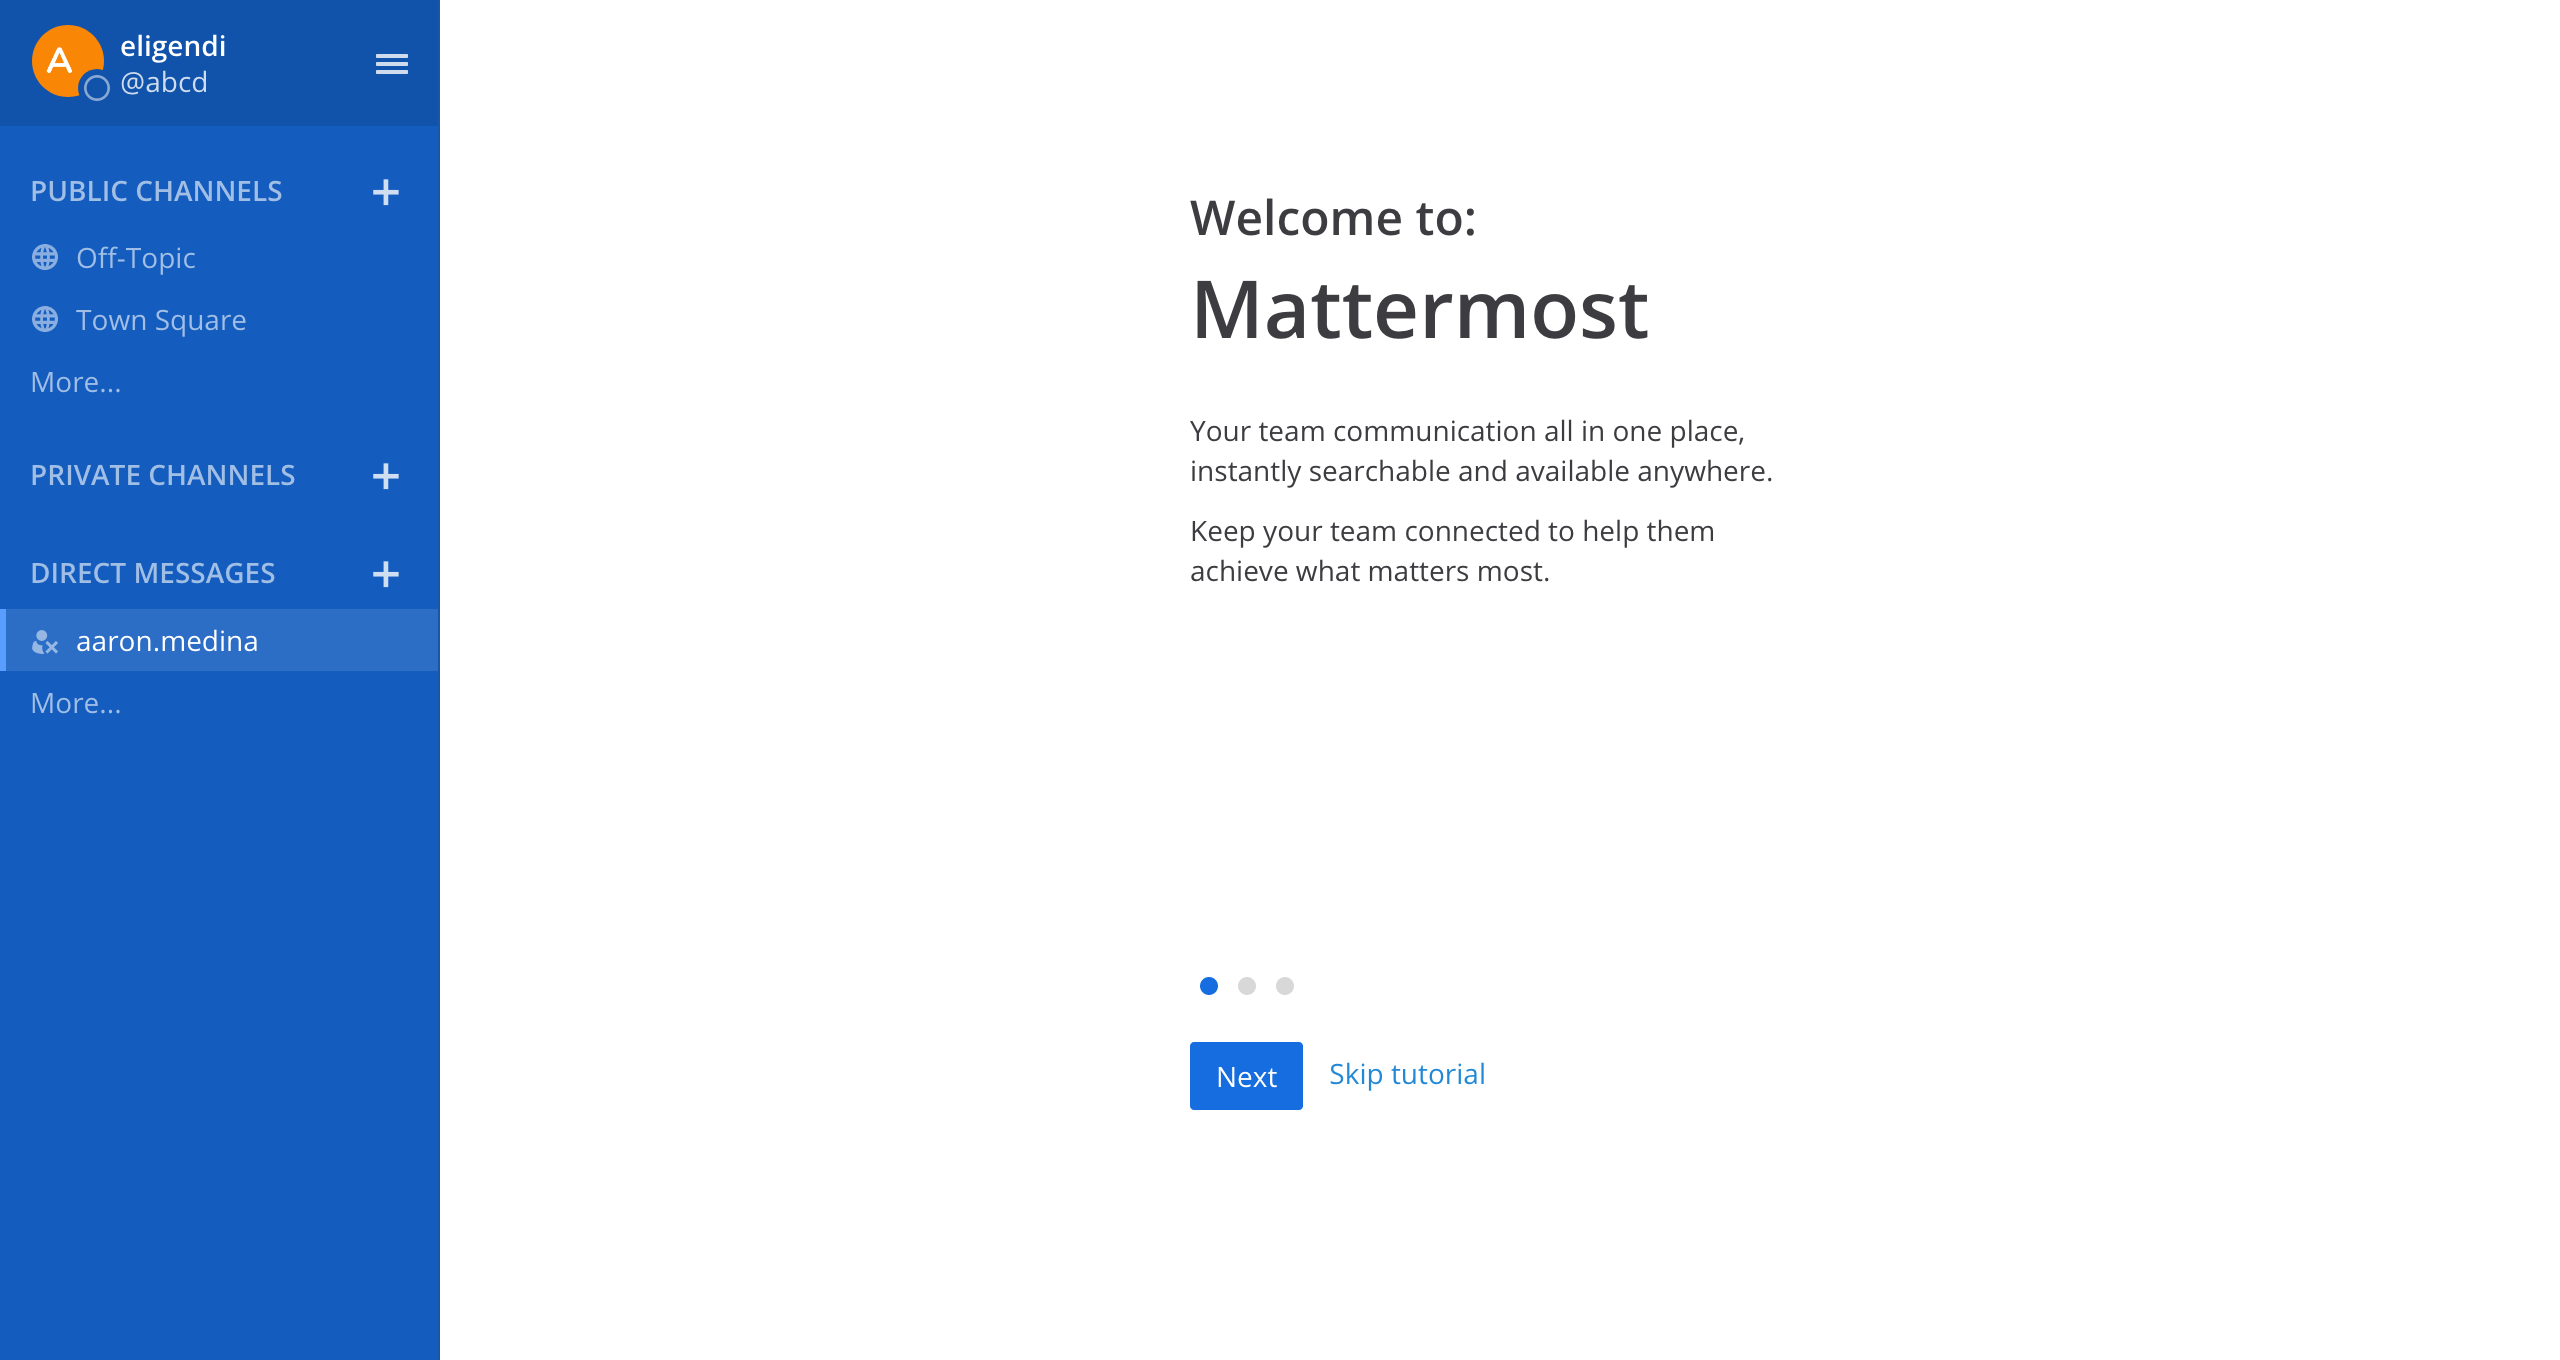 A
eligendi
@abcd
PUBLIC CHANNELS
Off-Topic
Town Square
More...
PRIVATE CHANNELS
DIRECT MESSAGES
aaron.medina
More...
Welcome to:
Mattermost
Your team communication all in one place,
instantly searchable and available anywhere.
Keep your team connected to help them
achieve what matters most.
Next
Skip tutorial